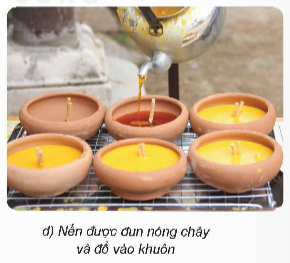 d) Nến được đun nóng chảy
và đổ vào khuôn